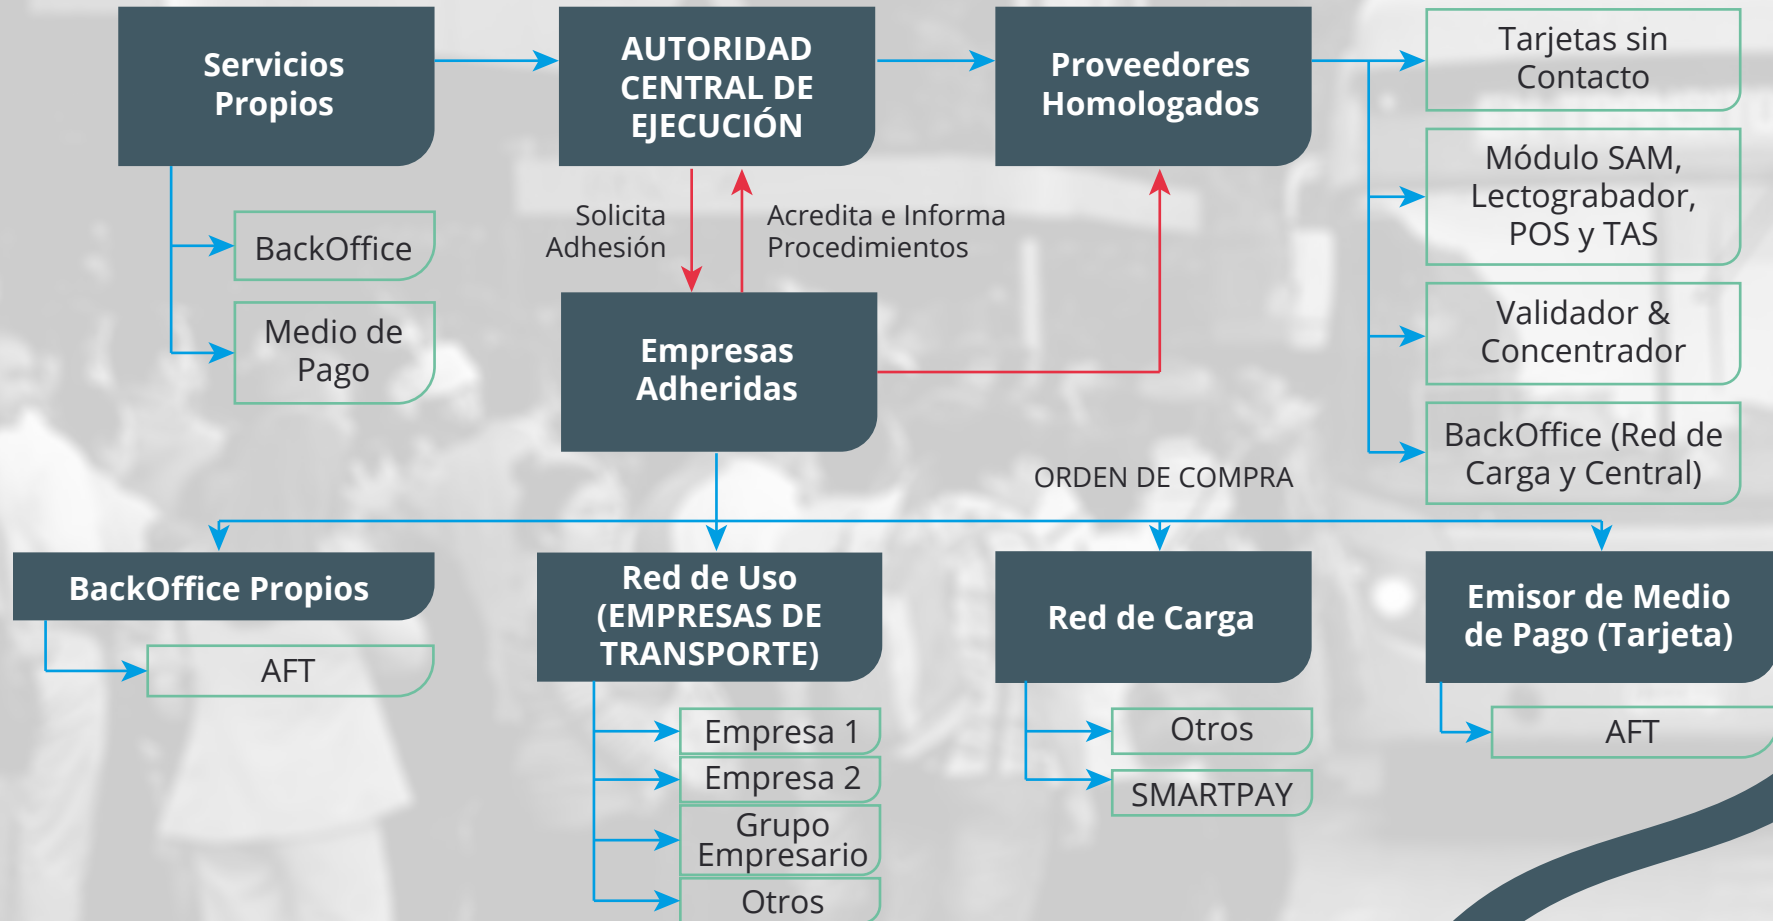 Servicios
Propios
AUTORIDAD
CENTRAL DE
EJECUCIÓN
Proveedores
Homologados
Tarjetas sin
Contacto
Módulo SAM,
Lectograbador,
POS y TAS
Validador &
Concentrador
BackOffice (Red de
Carga y Central)
BackOffice
Medio de
Pago
Solicita
Adhesión
Acredita e Informa
Procedimientos
Empresas
Adheridas
ORDEN DE COMPRA
BackOffice Propios
AFT
Red de Uso
(EMPRESAS DE
TRANSPORTE)
Empresa 1
Empresa 2
Grupo
Empresario
Otros
Red de Carga
Otros
SMARTPAY
Emisor de Medio
de Pago (Tarjeta)
AFT